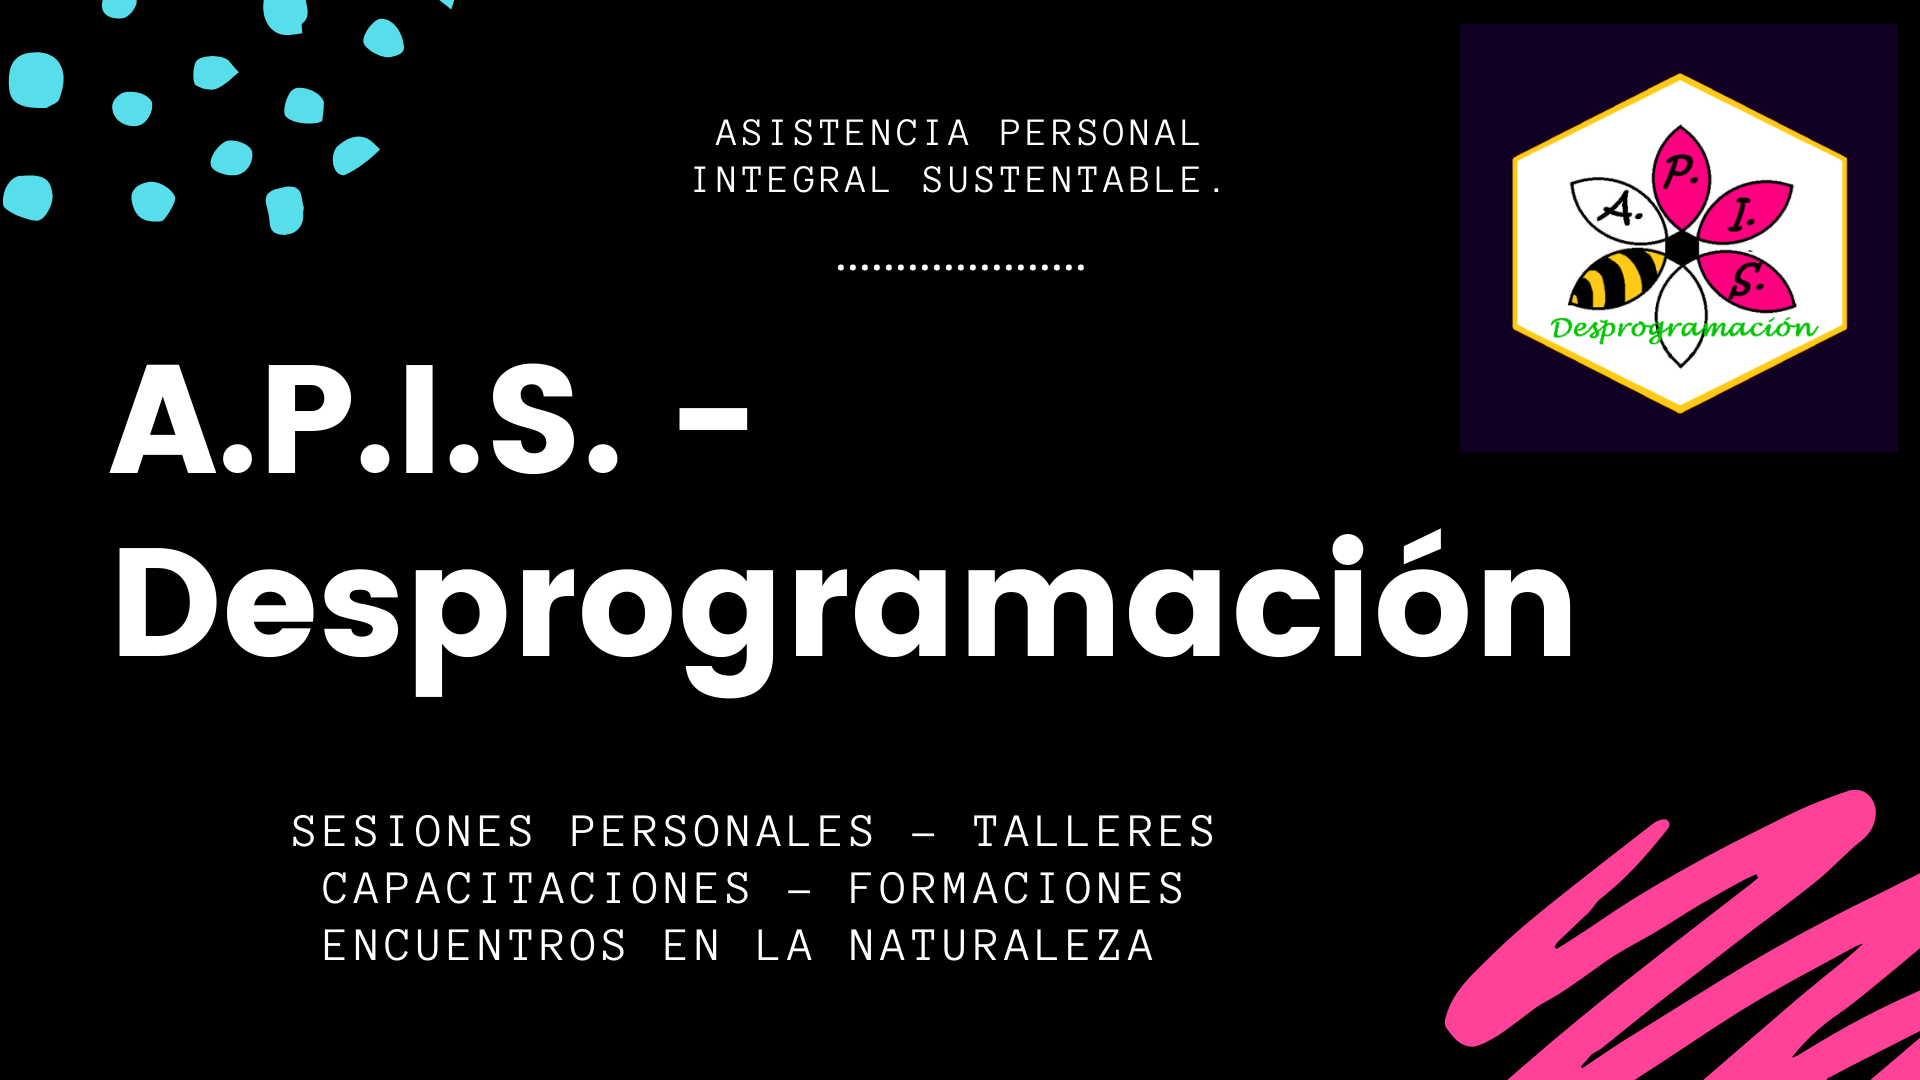 ASISTENCIA PERSONAL
INTEGRAL SUSTENTABLE.
A.
P.
I.
S.
Desprogramación
A.P.I.S. -
Desprogramación
SESIONES PERSONALES – TALLERES
CAPACITACIONES – FORMACIONES
ENCUENTROS EN LA NATURALEZA